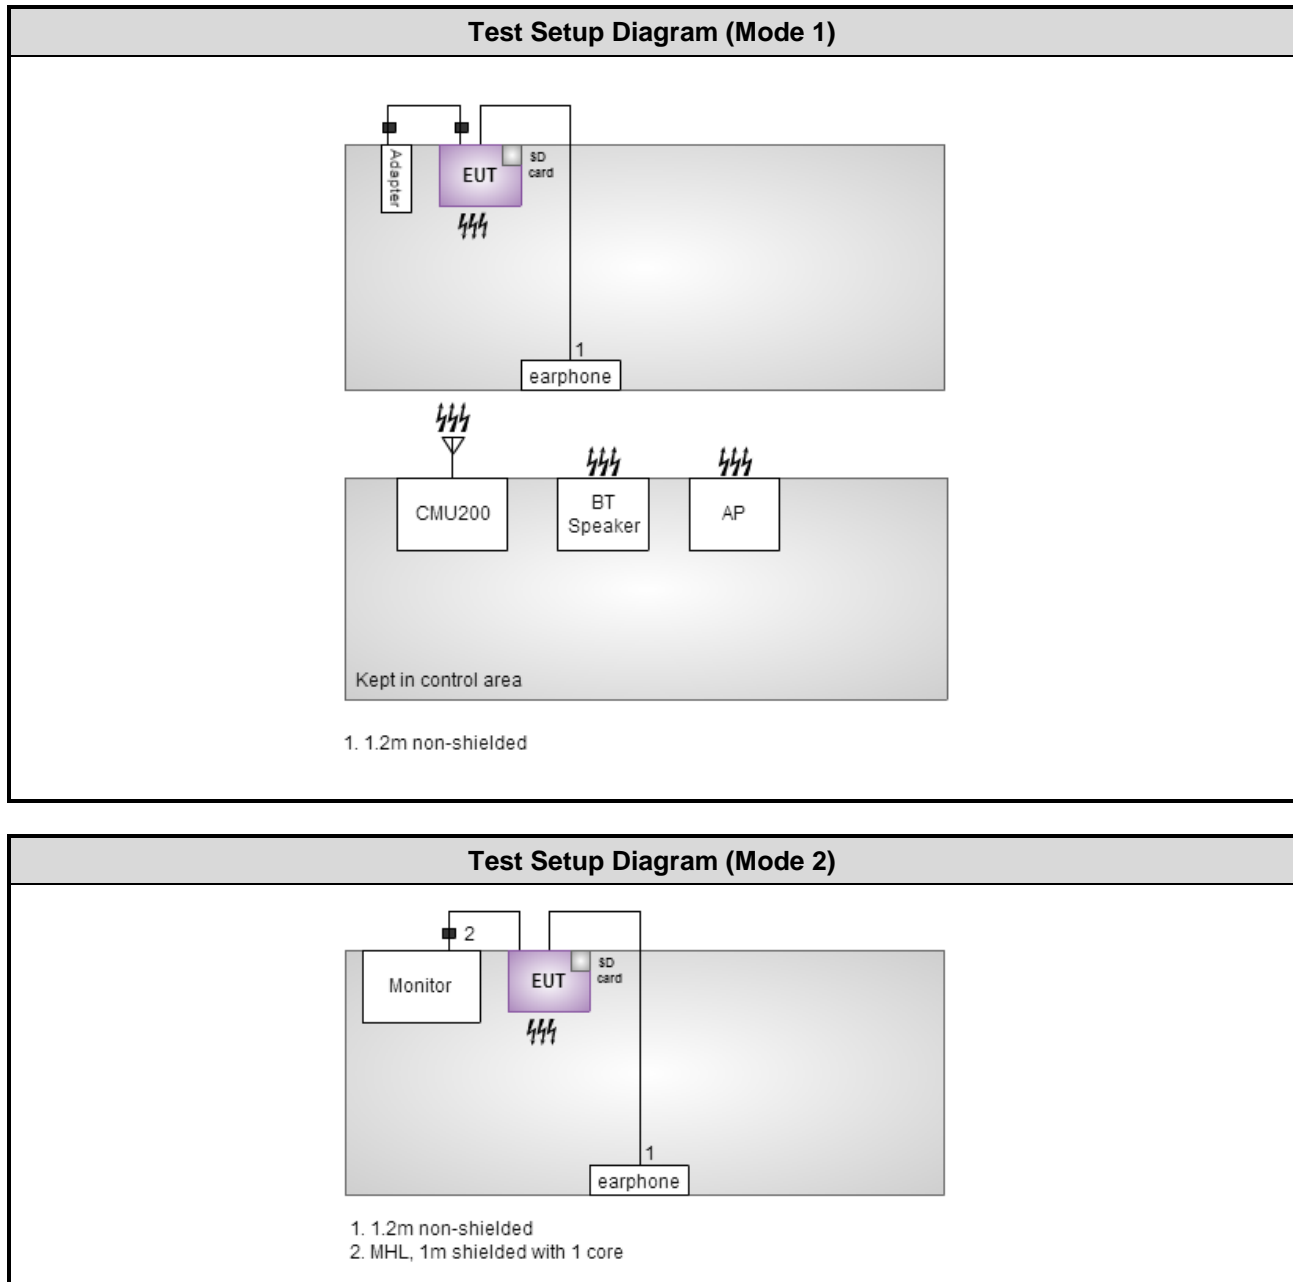 Test Setup Diagram (Mode 1)
Adapter
EUT
SD
card
1
earphone
CMU200
BT
Speaker
AP
Kept in control area
1. 1.2m non-shielded
Test Setup Diagram (Mode 2)
2
Monitor
EUT
SD
card
1
earphone
1. 1.2m non-shielded
2. MHL, 1m shielded with 1 core